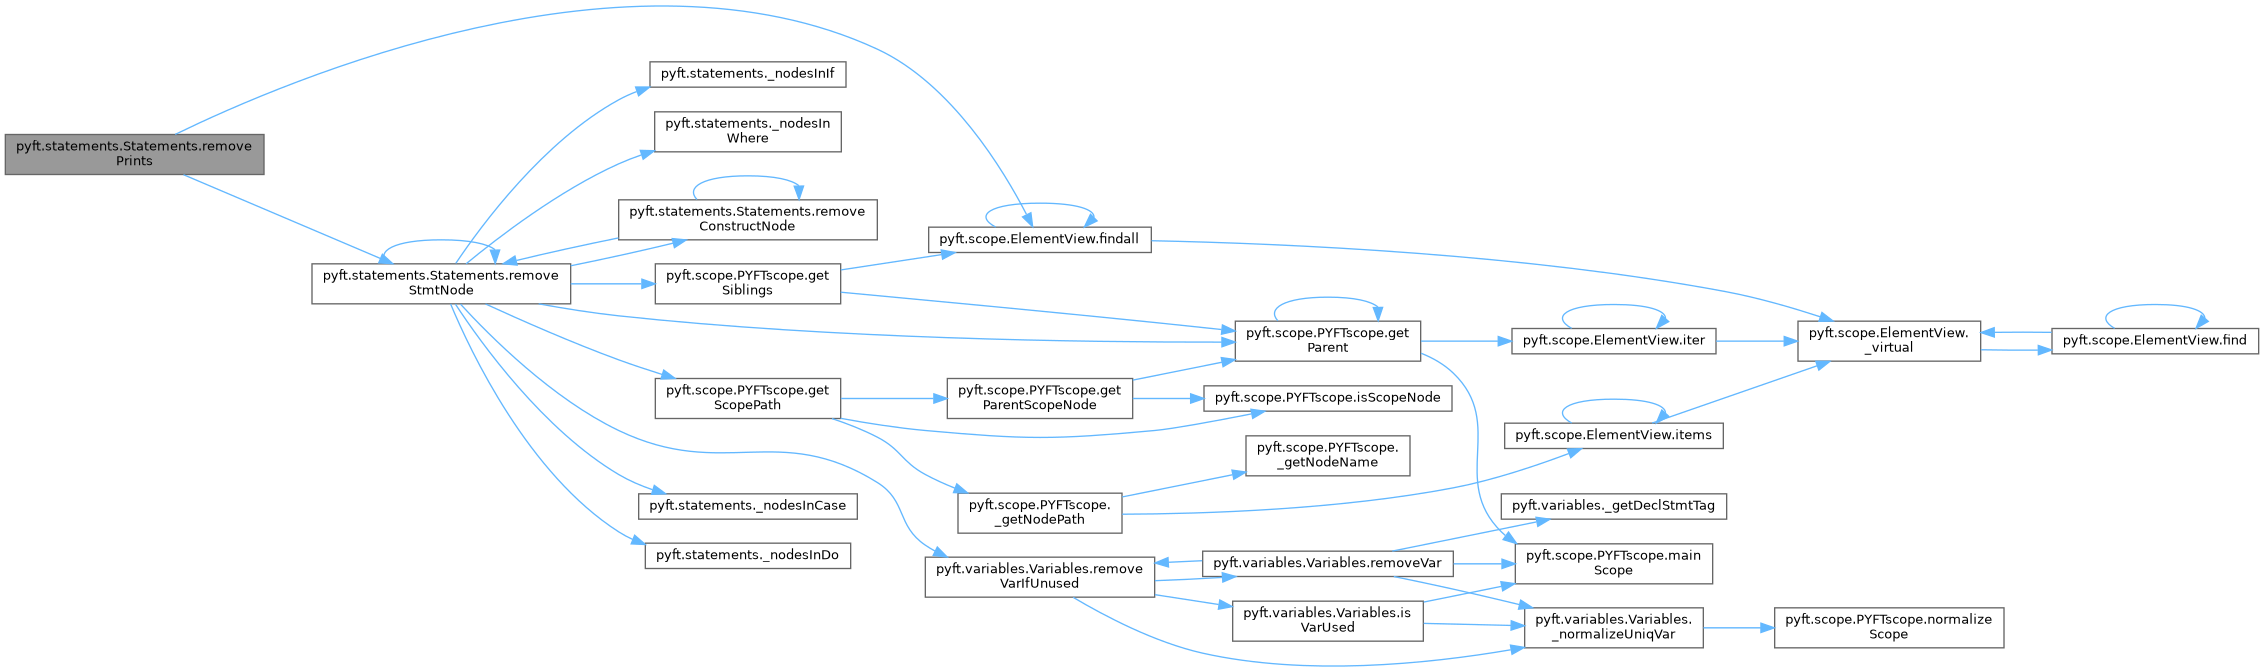 pyft.statements.Statements.remove
Prints
pyft.statements._nodesInIf
pyft.statements._nodesIn
Where
pyft.statements.Statements.remove
ConstructNode
pyft.statements.Statements.remove
StmtNode
pyft.scope.PYFTscope.get
Siblings
pyft.scope.ElementView.findall
pyft.scope.PYFTscope.get
ScopePath
pyft.statements._nodesInCase
pyft.statements._nodesInDo
pyft.scope.PYFTscope.get
ParentScopeNode
pyft.scope.PYFTscope.
_getNodePath
pyft.variables.Variables.remove
VarIfUnused
pyft.scope.PYFTscope.get
Parent
pyft.scope.PYFTscope.isScopeNode
pyft.scope.PYFTscope.
_getNodeName
pyft.variables.Variables.removeVar
pyft.variables.Variables.is
VarUsed
pyft.scope.ElementView.iter
pyft.scope.ElementView.items
pyft.variables._getDeclStmtTag
pyft.scope.PYFTscope.main
Scope
pyft.variables.Variables.
_normalizeUniqVar
pyft.scope.ElementView.
_virtual
pyft.scope.PYFTscope.normalize
Scope
pyft.scope.ElementView.find